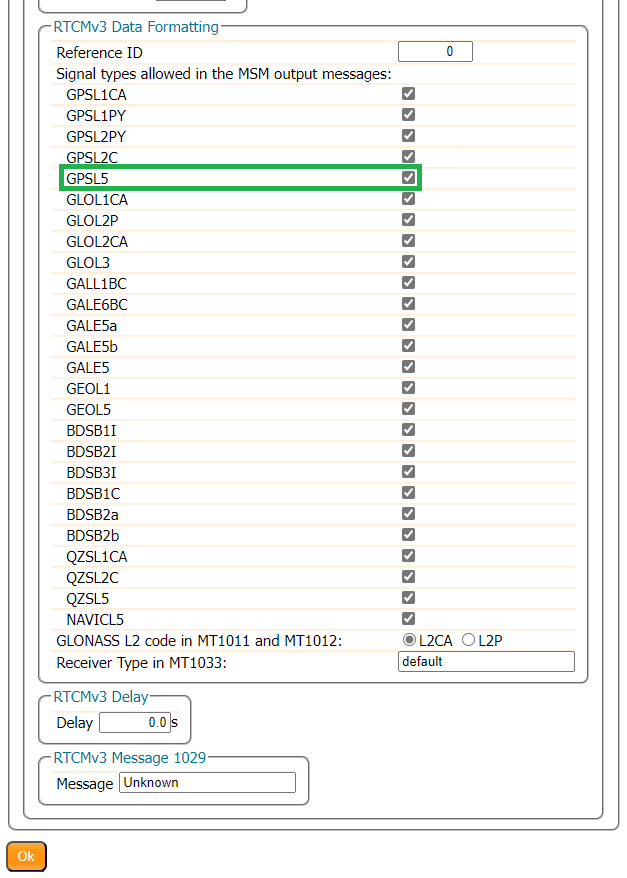 RTCMv3 Data Formatting
Reference ID 0
Signal types allowed in the MSM output messages:
GPSL1CA
GPSL1PY
GPSL2PY
GPSL2C
GPSL5
GLOL1CA
GLOL2P
GLOL2CA
GLOL3
GALL1BC
GALE6BC
GALE5a
GALE5b
GALE5
GEOL1
GEOL5
BDSB1I
BDSB2I
BDSB3I
BDSB1C
BDSB2a
BDSB2b
QZSL1CA
QZSL2C
QZSL5
NAVICL5
GLONASS L2 code in MT1011 and MT1012: L2CA L2P
Receiver Type in MT1033: default
RTCMv3 Delay
Delay 0.0 s
RTCMv3 Message 1029
Message Unknown
Ok